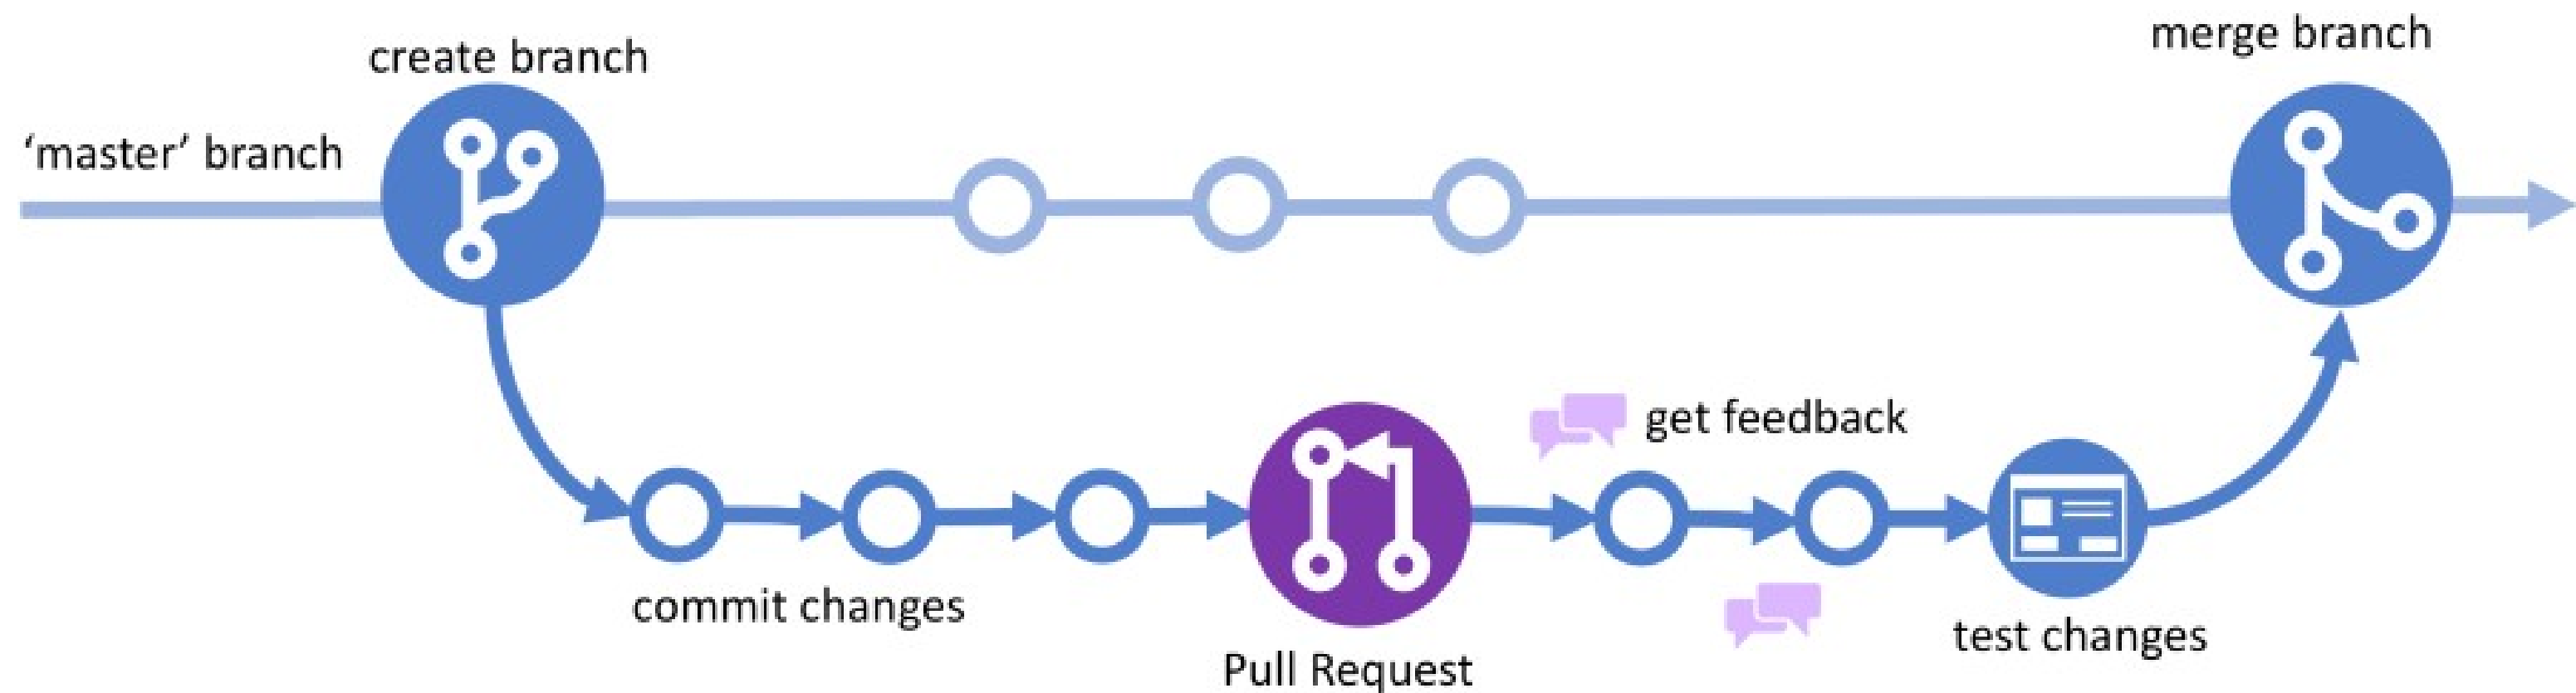 create branch
merge branch
‘master’ branch
get feedback
commit changes
test changes
Pull Request